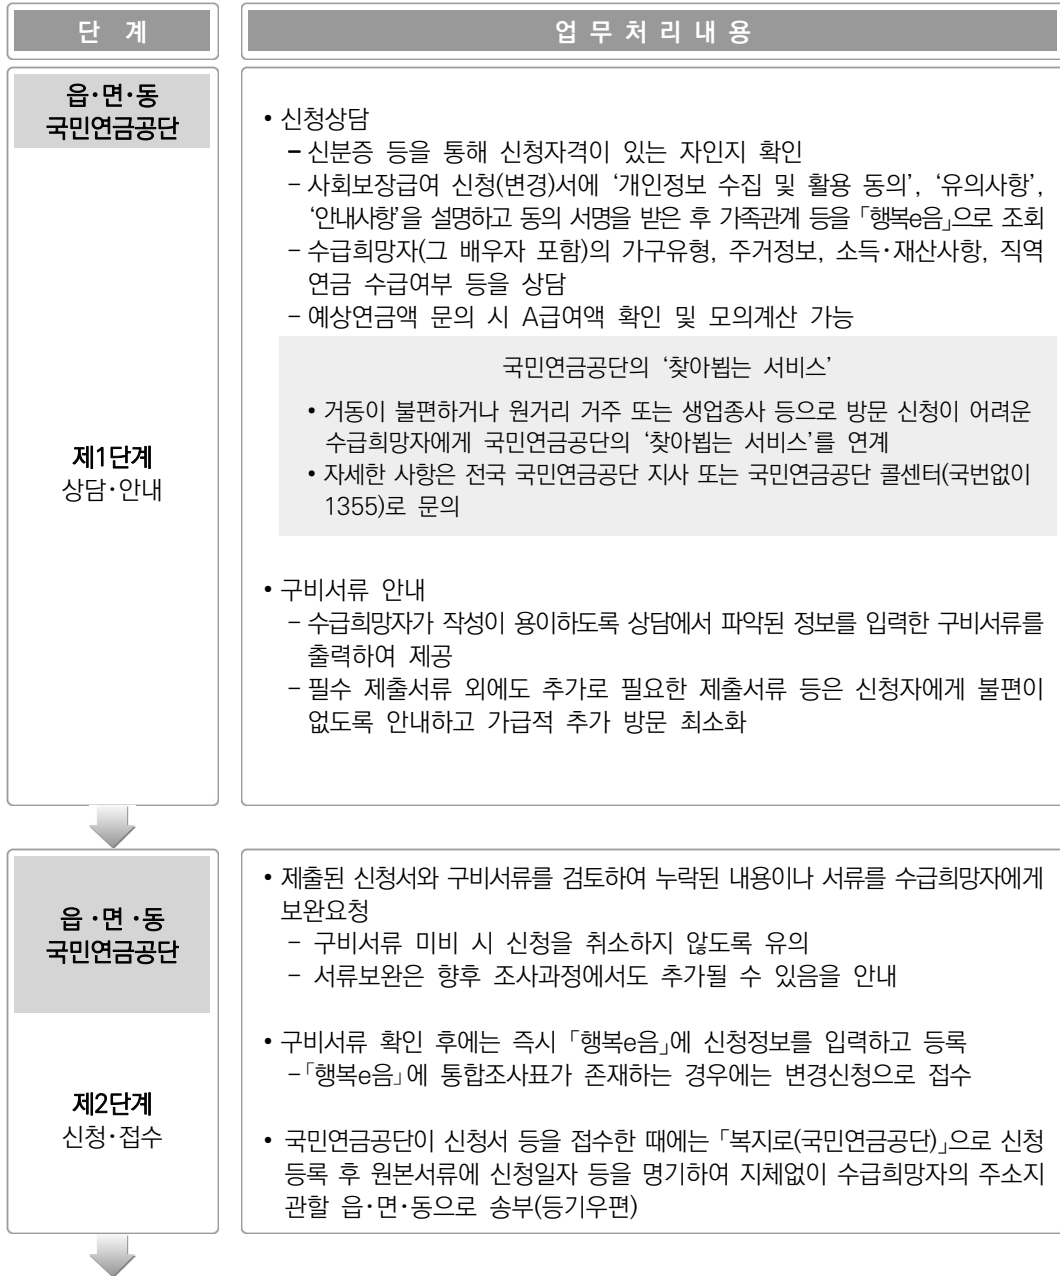 단 계
업 무 처 리 내 용
읍·면·동
국민연금공단
제1단계
상담·안내
• 신청상담
- 신분증 등을 통해 신청자격이 있는 자인지 확인
- 사회보장급여 신청(변경)서에 ‘개인정보 수집 및 활용 동의’, ‘유의사항’,
‘안내사항’을 설명하고 동의 서명을 받은 후 가족관계 등을 「행복e음」으로 조회
- 수급희망자(그 배우자 포함)의 가구유형, 주거정보, 소득·재산사항, 직역
연금 수급여부 등을 상담
- 예상연금액 문의 시 A급여액 확인 및 모의계산 가능
국민연금공단의 ‘찾아뵙는 서비스’
• 거동이 불편하거나 원거리 거주 또는 생업종사 등으로 방문 신청이 어려운
수급희망자에게 국민연금공단의 ‘찾아뵙는 서비스’를 연계
• 자세한 사항은 전국 국민연금공단 지사 또는 국민연금공단 콜센터(국번없이
1355)로 문의
• 구비서류 안내
- 수급희망자가 작성이 용이하도록 상담에서 파악된 정보를 입력한 구비서류를
출력하여 제공
- 필수 제출서류 외에도 추가로 필요한 제출서류 등은 신청자에게 불편이
없도록 안내하고 가급적 추가 방문 최소화
읍 ·면 ·동
국민연금공단
제2단계
신청·접수
• 제출된 신청서와 구비서류를 검토하여 누락된 내용이나 서류를 수급희망자에게
보완요청
- 구비서류 미비 시 신청을 취소하지 않도록 유의
- 서류보완은 향후 조사과정에서도 추가될 수 있음을 안내
• 구비서류 확인 후에는 즉시 「행복e음」에 신청정보를 입력하고 등록
-「행복e음」에 통합조사표가 존재하는 경우에는 변경신청으로 접수
• 국민연금공단이 신청서 등을 접수한 때에는 「복지로(국민연금공단)」으로 신청
등록 후 원본서류에 신청일자 등을 명기하여 지체없이 수급희망자의 주소지
관할 읍·면·동으로 송부(등기우편)